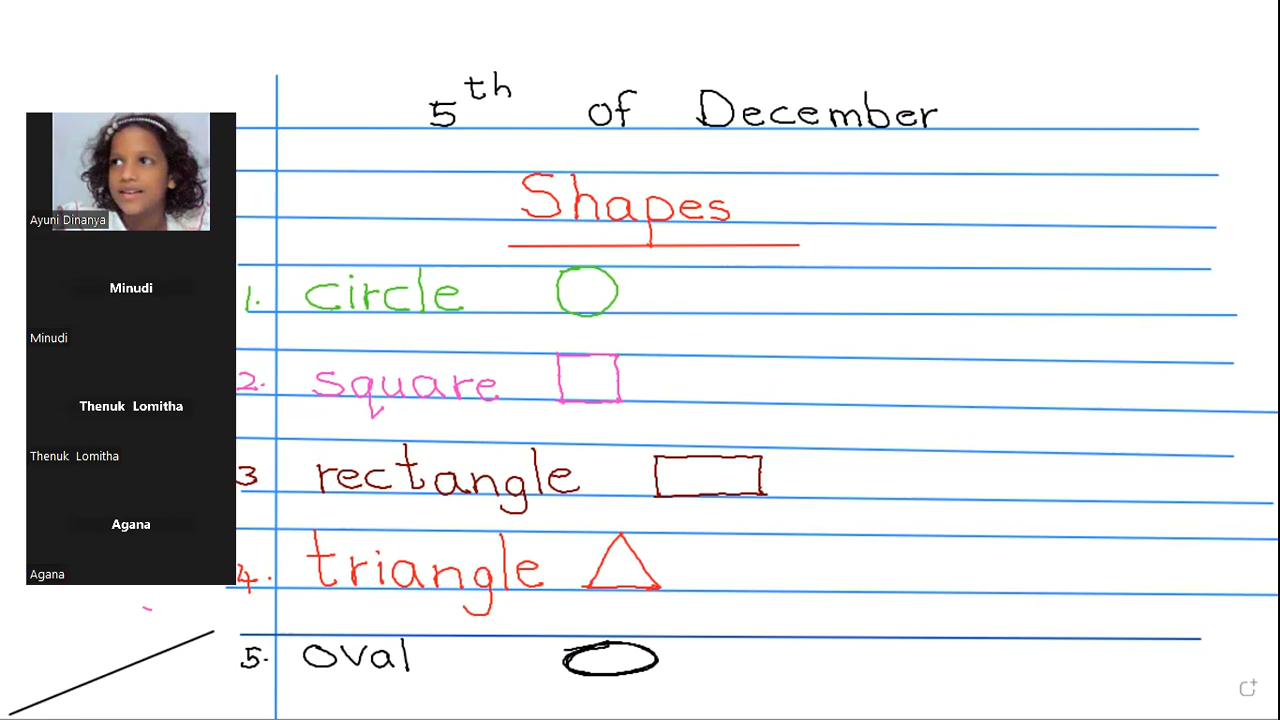 5th of December
Shapes
1. circle
2. square
3 rectangle
4. triangle
5. oval
Ayuni Dinanya
Minudi
Minudi
Thenuk Lomitha
Thenuk Lomitha
Agana
Agana